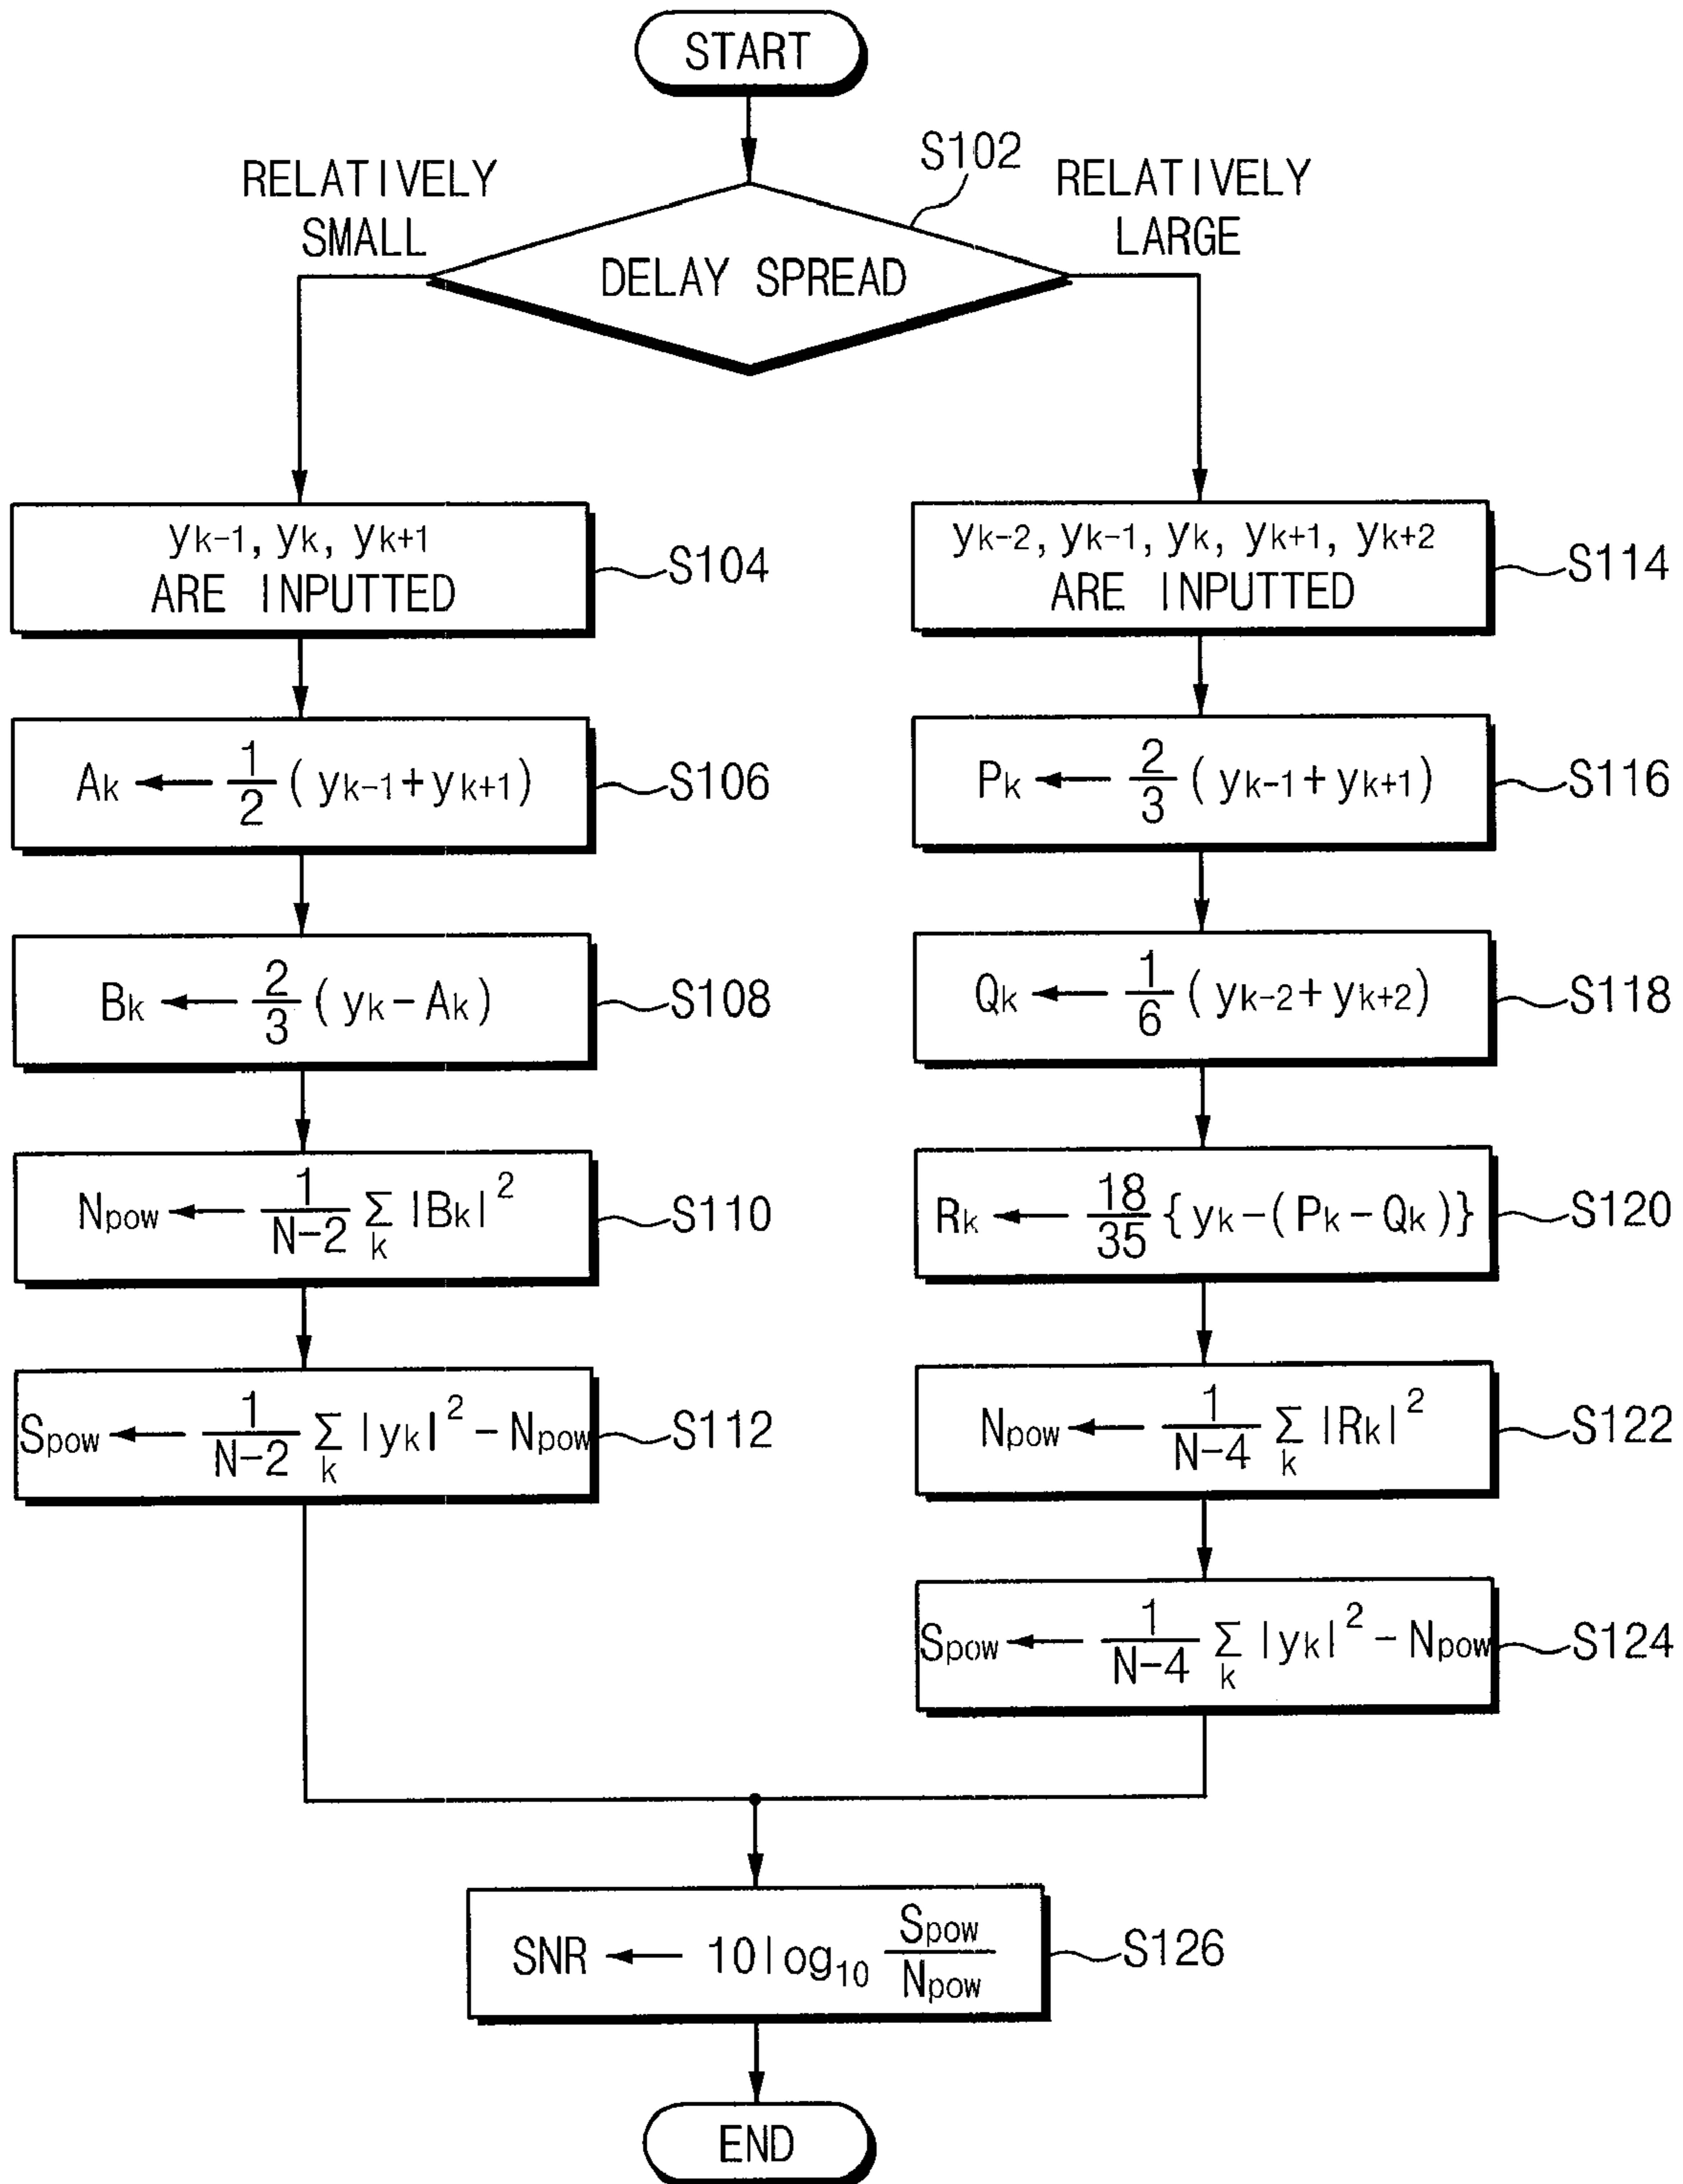 START
S102
RELATIVELY
SMALL
RELATIVELY
LARGE
DELAY SPREAD
yk-1, yk, yk+1
ARE INPUTTED
S104
Ak ← 1/2 ( yk-1+yk+1)
S106
Bk ← 2/3 ( yk - Ak )
S108
Npow ← 1/N-2 Σk |Bk|²
S110
Spow ← 1/N-2 Σk |yk|² - Npow
S112
yk-2, yk-1, yk, yk+1, yk+2
ARE INPUTTED
S114
Pk ← 2/3 ( yk-1+yk+1)
S116
Qk ← 1/6 ( yk-2+yk+2)
S118
Rk ← 18/35 {yk-( Pk - Qk )}
S120
Npow ← 1/N-4 Σk |Rk|²
S122
Spow ← 1/N-4 Σk |yk|² - Npow
S124
SNR ← 10log10 Spow/Npow
S126
END